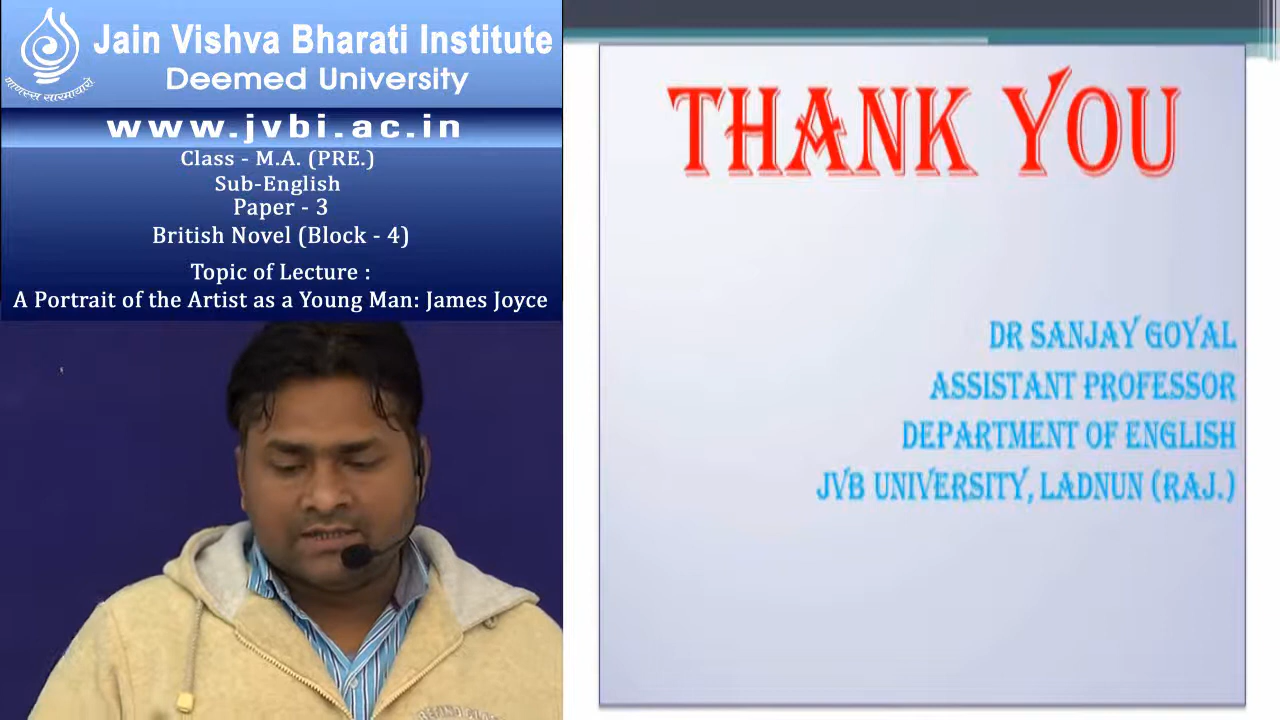 Jain Vishva Bharati Institute
Deemed University
णाणस्स सारमायारो
www.jvbi.ac.in
Class - M.A. (PRE.)
Sub-English
Paper - 3
British Novel (Block - 4)
Topic of Lecture :
A Portrait of the Artist as a Young Man: James Joyce
THANK YOU
DR SANJAY GOYAL
ASSISTANT PROFESSOR
DEPARTMENT OF ENGLISH
JVB UNIVERSITY, LADNUN (RAJ.)